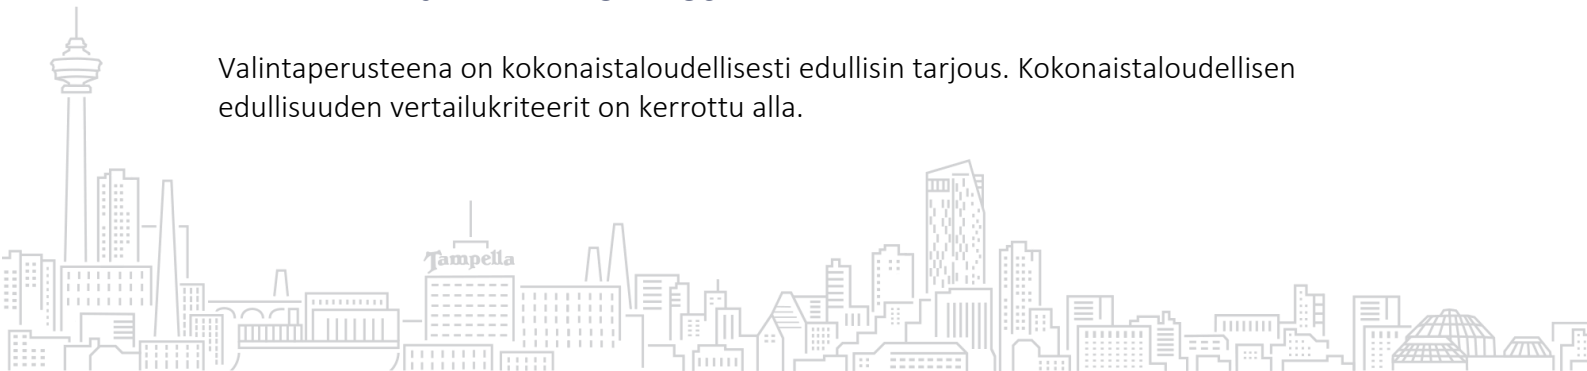 Valintaperusteena on kokonaistaloudellisesti edullisin tarjous. Kokonaistaloudellisen
edullisuuden vertailukriteerit on kerrottu alla.
Tampella